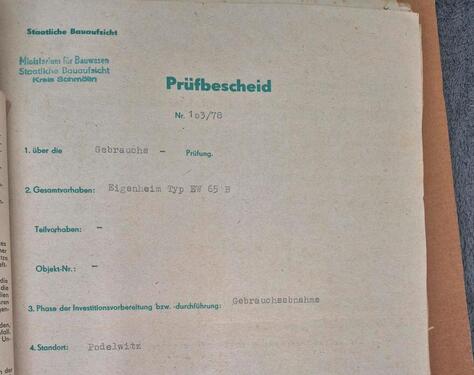 Staatliche Bauaufsicht
Ministerium für Bauwesen
Staatliche Bauaufsicht
Kreis Schmölln
Prüfbescheid
Nr. 1o3/78
1. über die Gebrauchs - Prüfung.
2. Gesamtvorhaben: Eigenheim Typ EW 65 B
Teilvorhaben: -
Objekt-Nr.: -
3. Phase der Investitionsvorbereitung bzw. -durchführung: Gebrauchsabnahme
4. Standort: Podelwitz